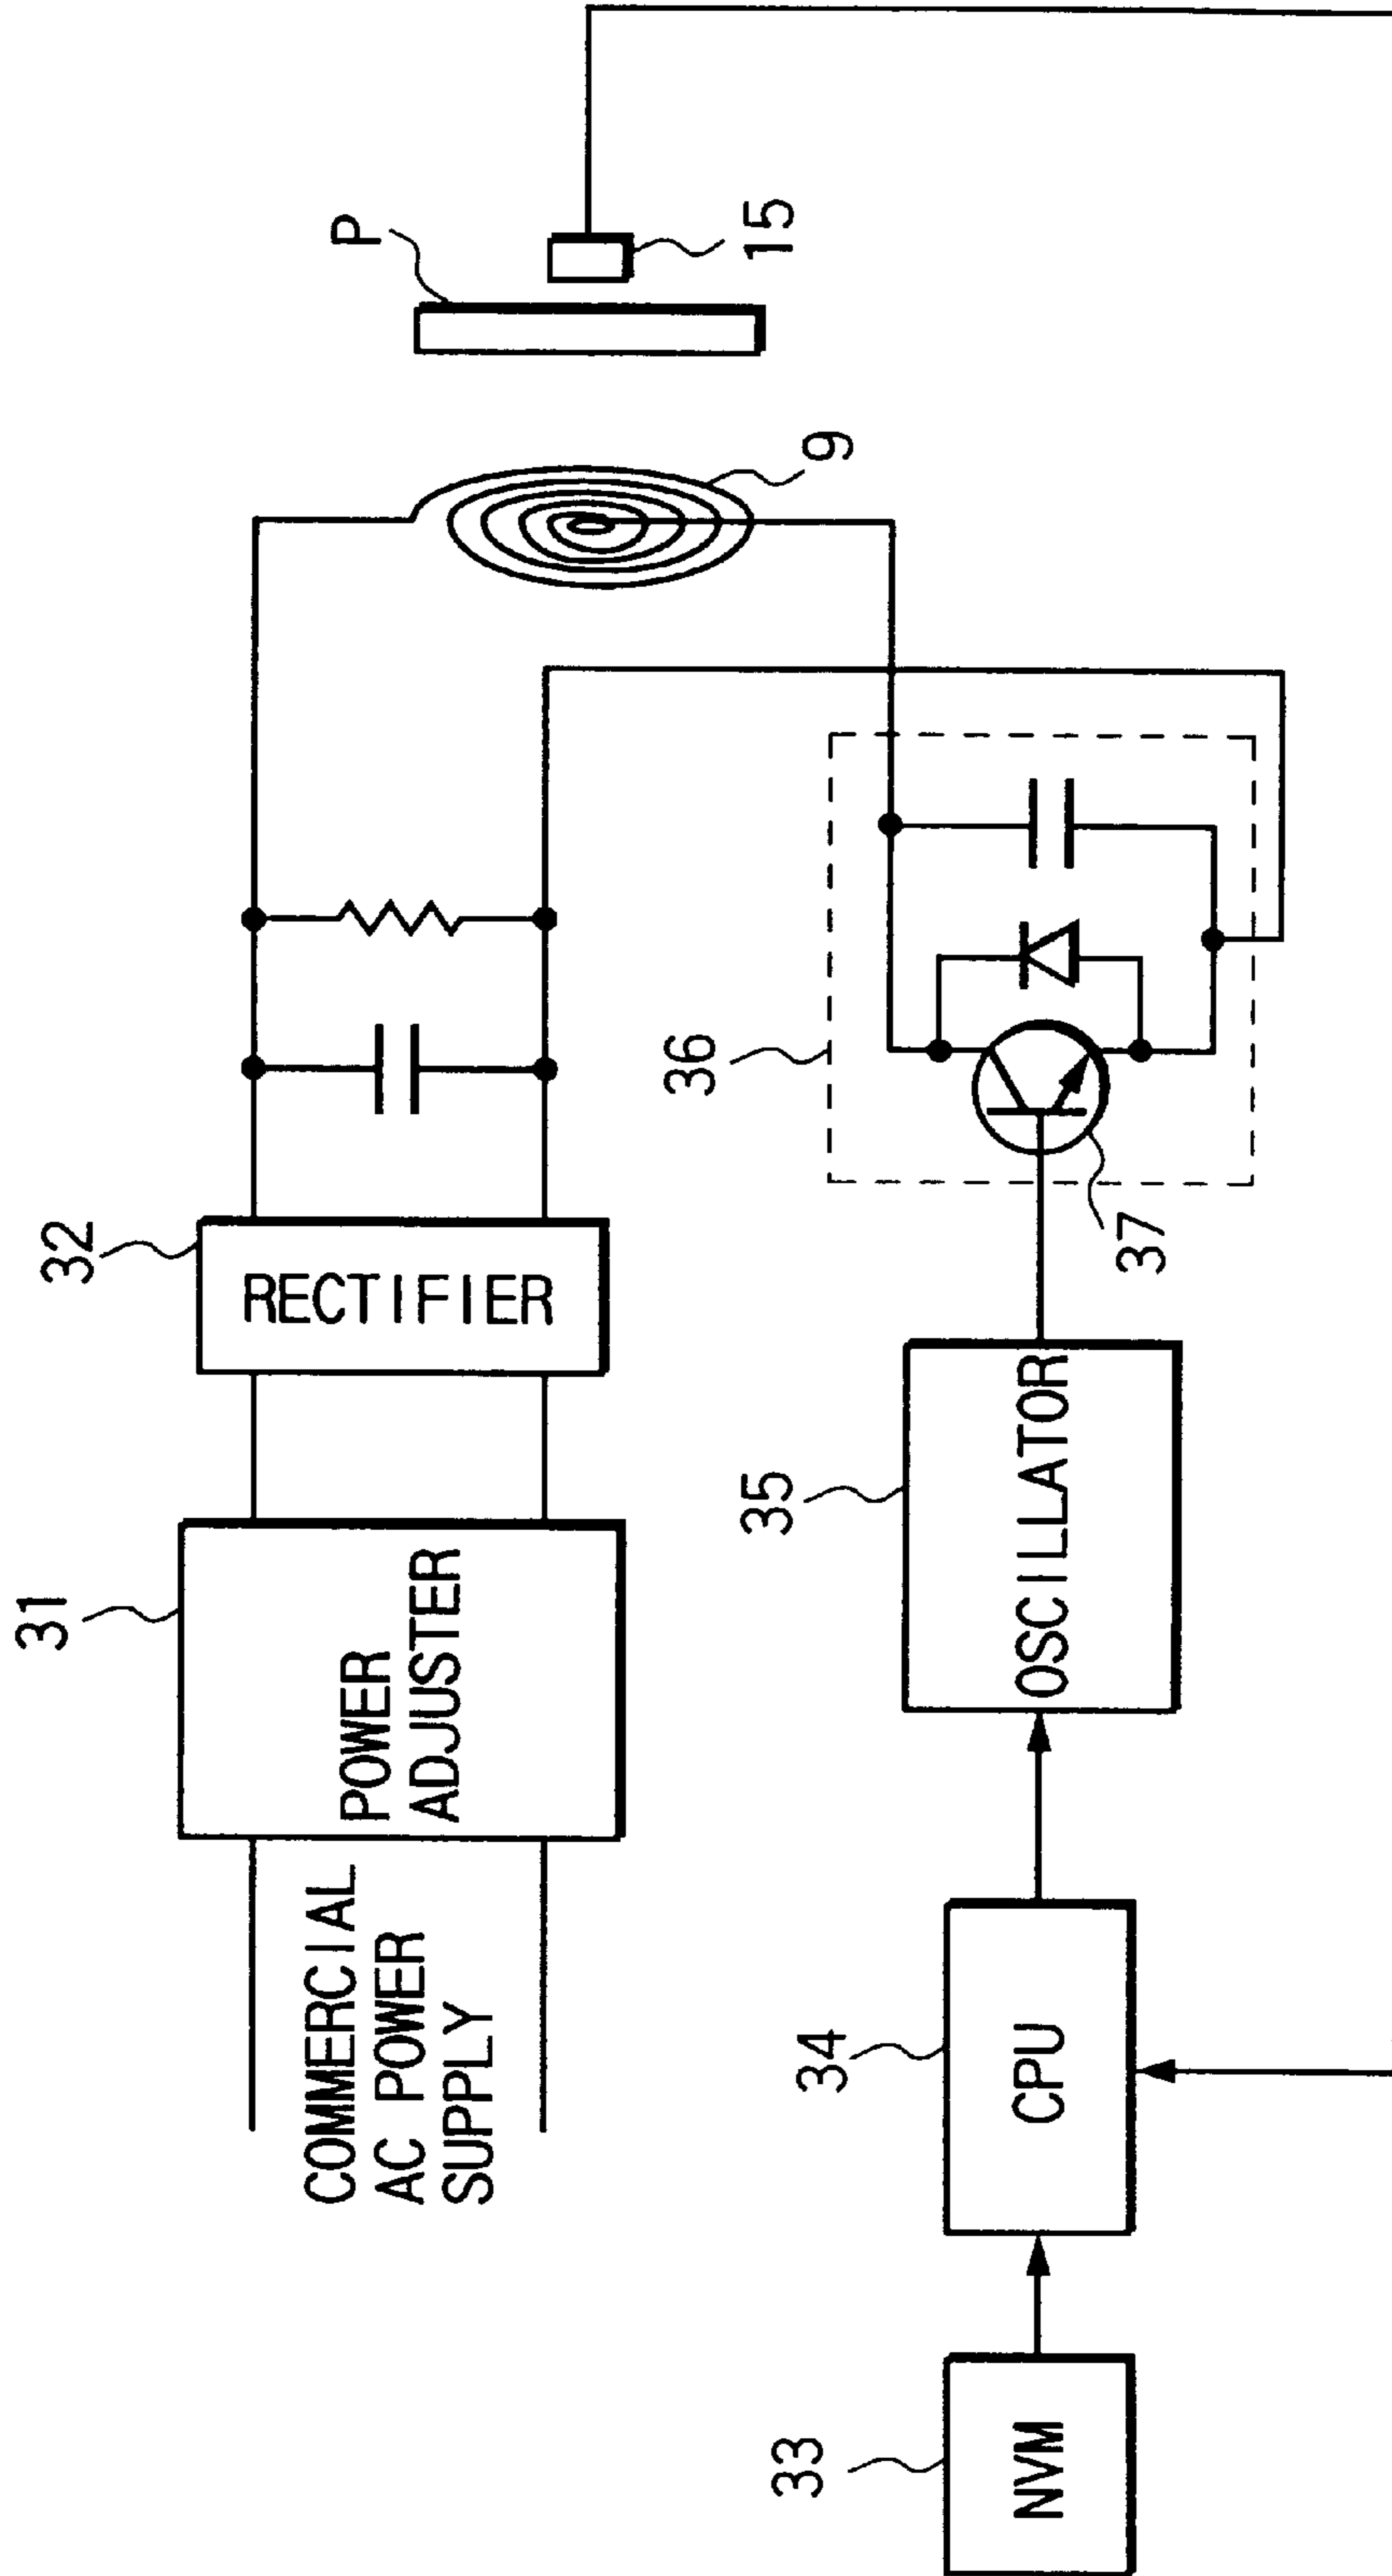 31
POWER
ADJUSTER
32
RECTIFIER
COMMERCIAL
AC POWER
SUPPLY
P
15
9
33
NVM
34
CPU
35
OSCILLATOR
36
37